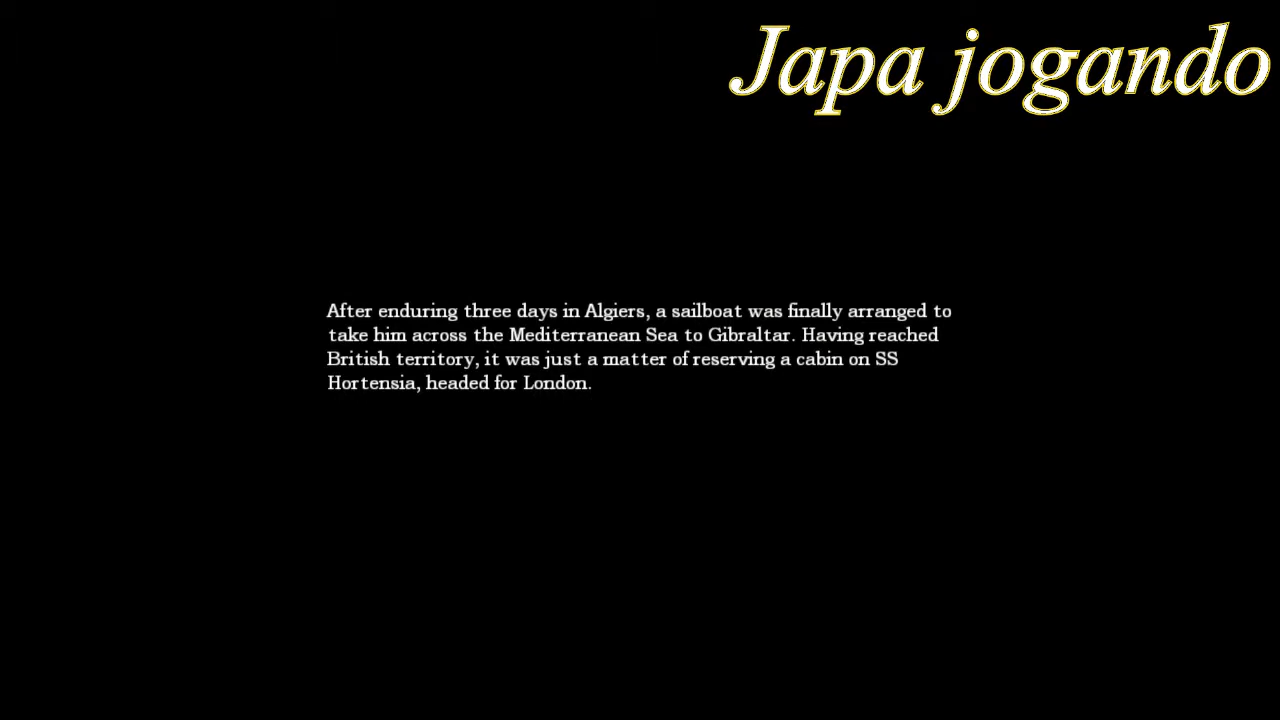 Japa jogando
After enduring three days in Algiers, a sailboat was finally arranged to
take him across the Mediterranean Sea to Gibraltar. Having reached
British territory, it was just a matter of reserving a cabin on SS
Hortensia, headed for London.